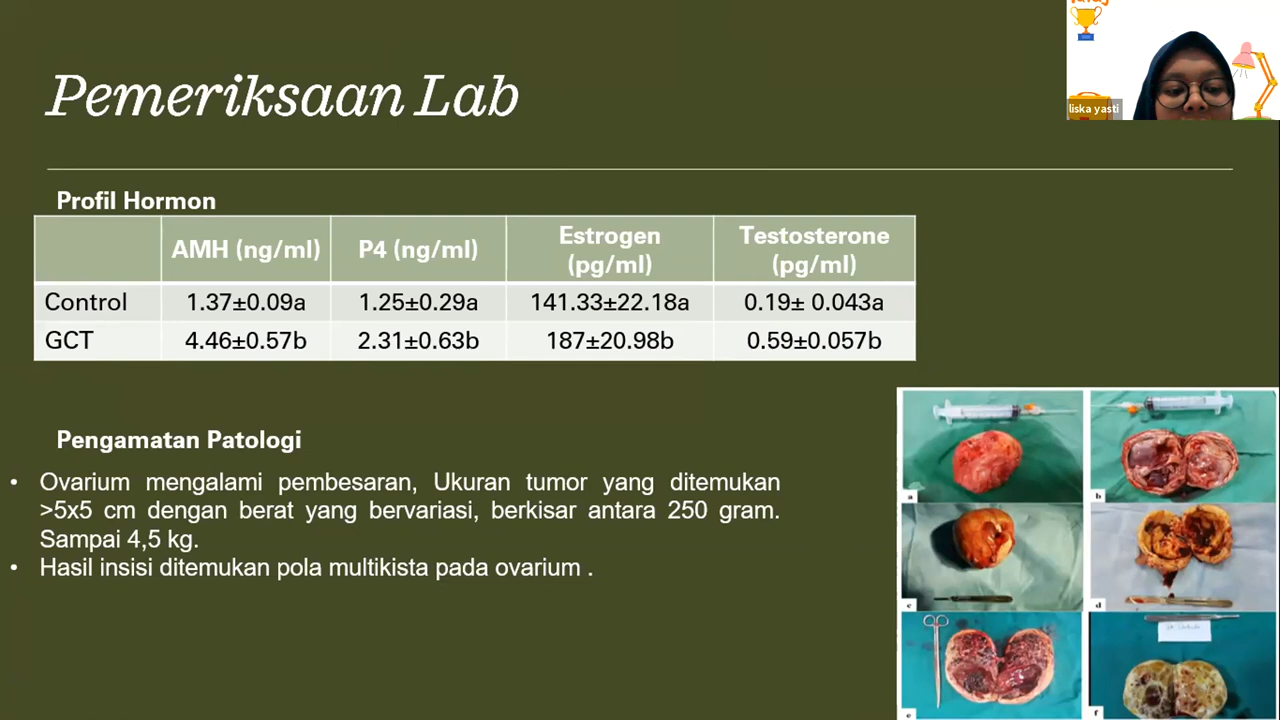 Pemeriksaan Lab
liska yasti
Profil Hormon
AMH (ng/ml) P4 (ng/ml) Estrogen (pg/ml) Testosterone (pg/ml)
Control 1.37±0.09a 1.25±0.29a 141.33±22.18a 0.19± 0.043a
GCT 4.46±0.57b 2.31±0.63b 187±20.98b 0.59±0.057b
Pengamatan Patologi
• Ovarium mengalami pembesaran, Ukuran tumor yang ditemukan
>5x5 cm dengan berat yang bervariasi, berkisar antara 250 gram.
Sampai 4,5 kg.
• Hasil insisi ditemukan pola multikista pada ovarium .
a b
c d
e f